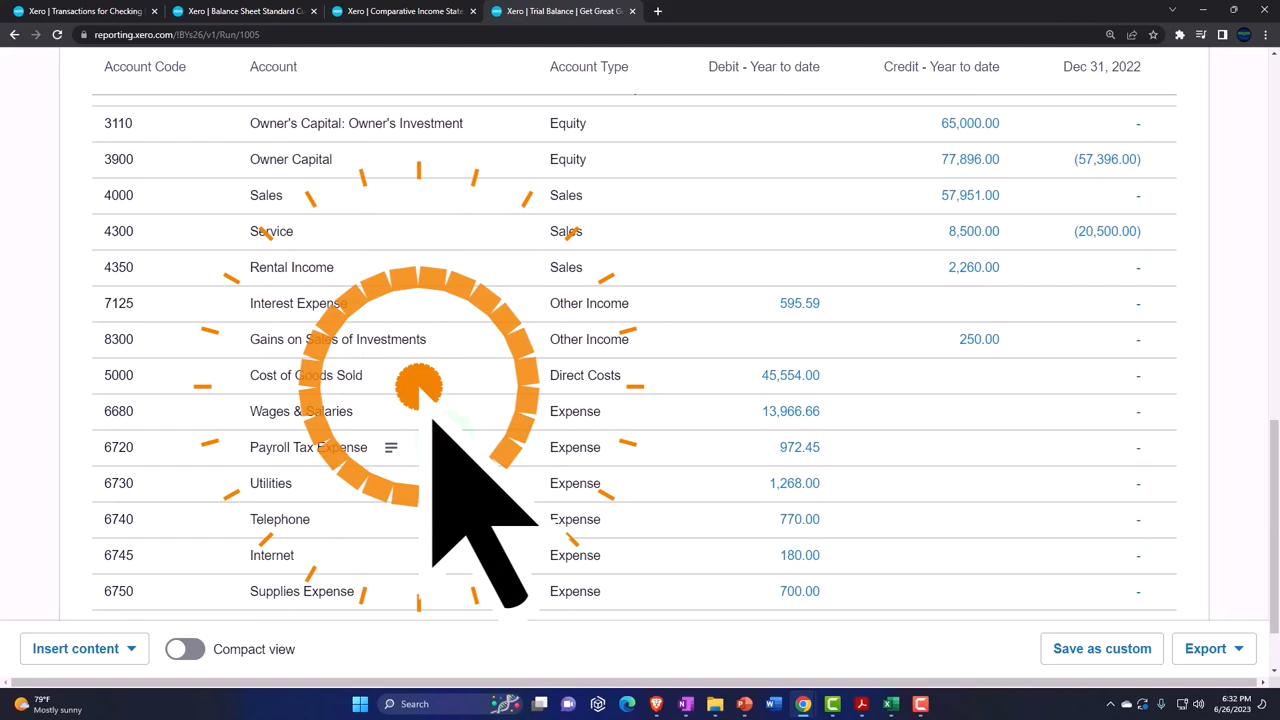 Xero | Transactions for Checking
Xero | Balance Sheet Standard C
Xero | Comparative Income State
Xero | Trial Balance | Get Great G
reporting.xero.com/!BYs26/v1/Run/1005
Account Code Account Account Type Debit - Year to date Credit - Year to date Dec 31, 2022
3110 Owner's Capital: Owner's Investment Equity 65,000.00 -
3900 Owner Capital Equity 77,896.00 (57,396.00)
4000 Sales Sales 57,951.00 -
4300 Service Sales 8,500.00 (20,500.00)
4350 Rental Income Sales 2,260.00 -
7125 Interest Expense Other Income 595.59 -
8300 Gains on Sales of Investments Other Income 250.00 -
5000 Cost of Goods Sold Direct Costs 45,554.00 -
6680 Wages & Salaries Expense 13,966.66 -
6720 Payroll Tax Expense Expense 972.45 -
6730 Utilities Expense 1,268.00 -
6740 Telephone Expense 770.00 -
6745 Internet Expense 180.00 -
6750 Supplies Expense Expense 700.00 -
Insert content Compact view Save as custom Export
79°F
Mostly sunny
Search
6:32 PM
6/26/2023